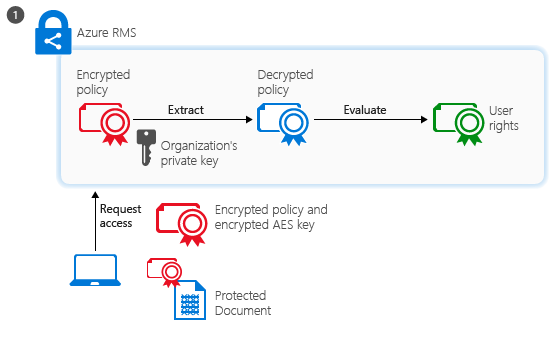 1
Azure RMS
Encrypted
policy
Decrypted
policy
Extract
Evaluate
User
rights
Organization's
private key
Request
access
Encrypted policy and
encrypted AES key
Protected
Document